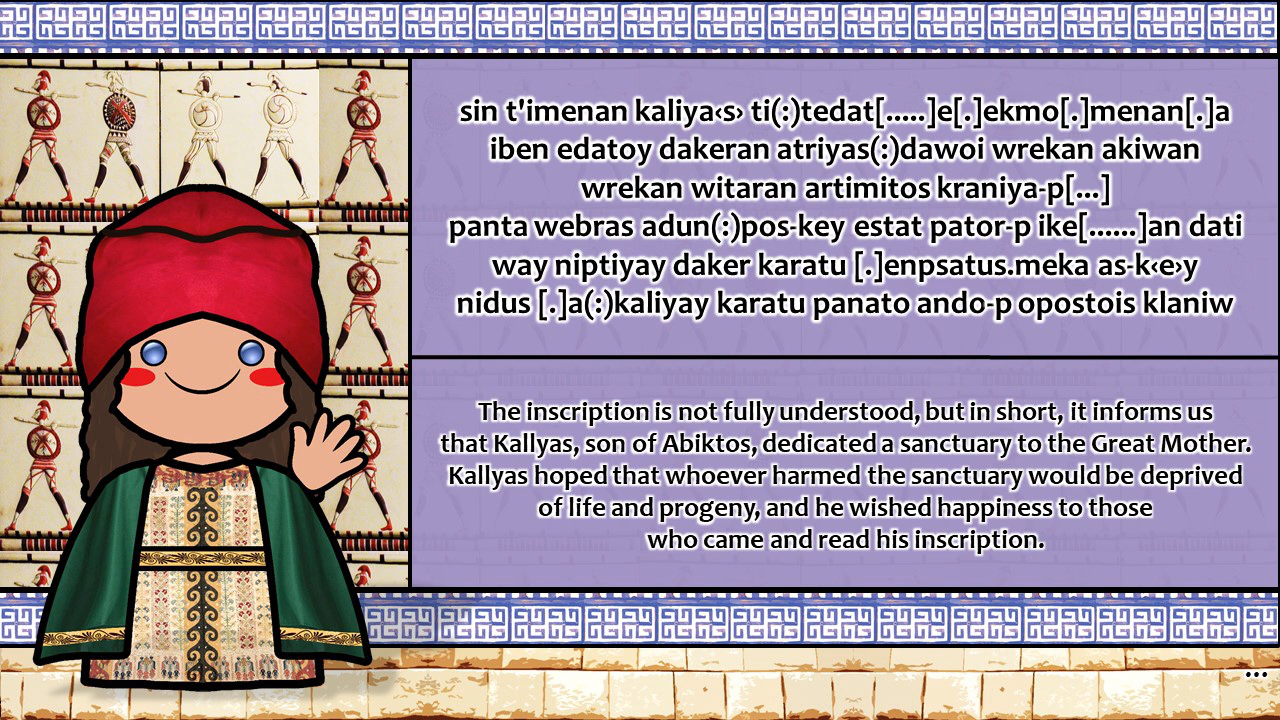 sin t'imenan kaliya‹s› ti(:)tedat[.....]e[.]ekmo[.]menan[.]a
iben edatoy dakeran atriyas(:)dawoi wrekan akiwan
wrekan witaran artimitos kraniya-p[...]
panta webras adun(:)pos-key estat pator-p ike[......]an dati
way niptiyay daker karatu [.]enpsatus.meka as-k‹e›y
nidus [.]a(:)kaliyay karatu panato ando-p opostois klaniw
The inscription is not fully understood, but in short, it informs us
that Kallyas, son of Abiktos, dedicated a sanctuary to the Great Mother.
Kallyas hoped that whoever harmed the sanctuary would be deprived
of life and progeny, and he wished happiness to those
who came and read his inscription.
...